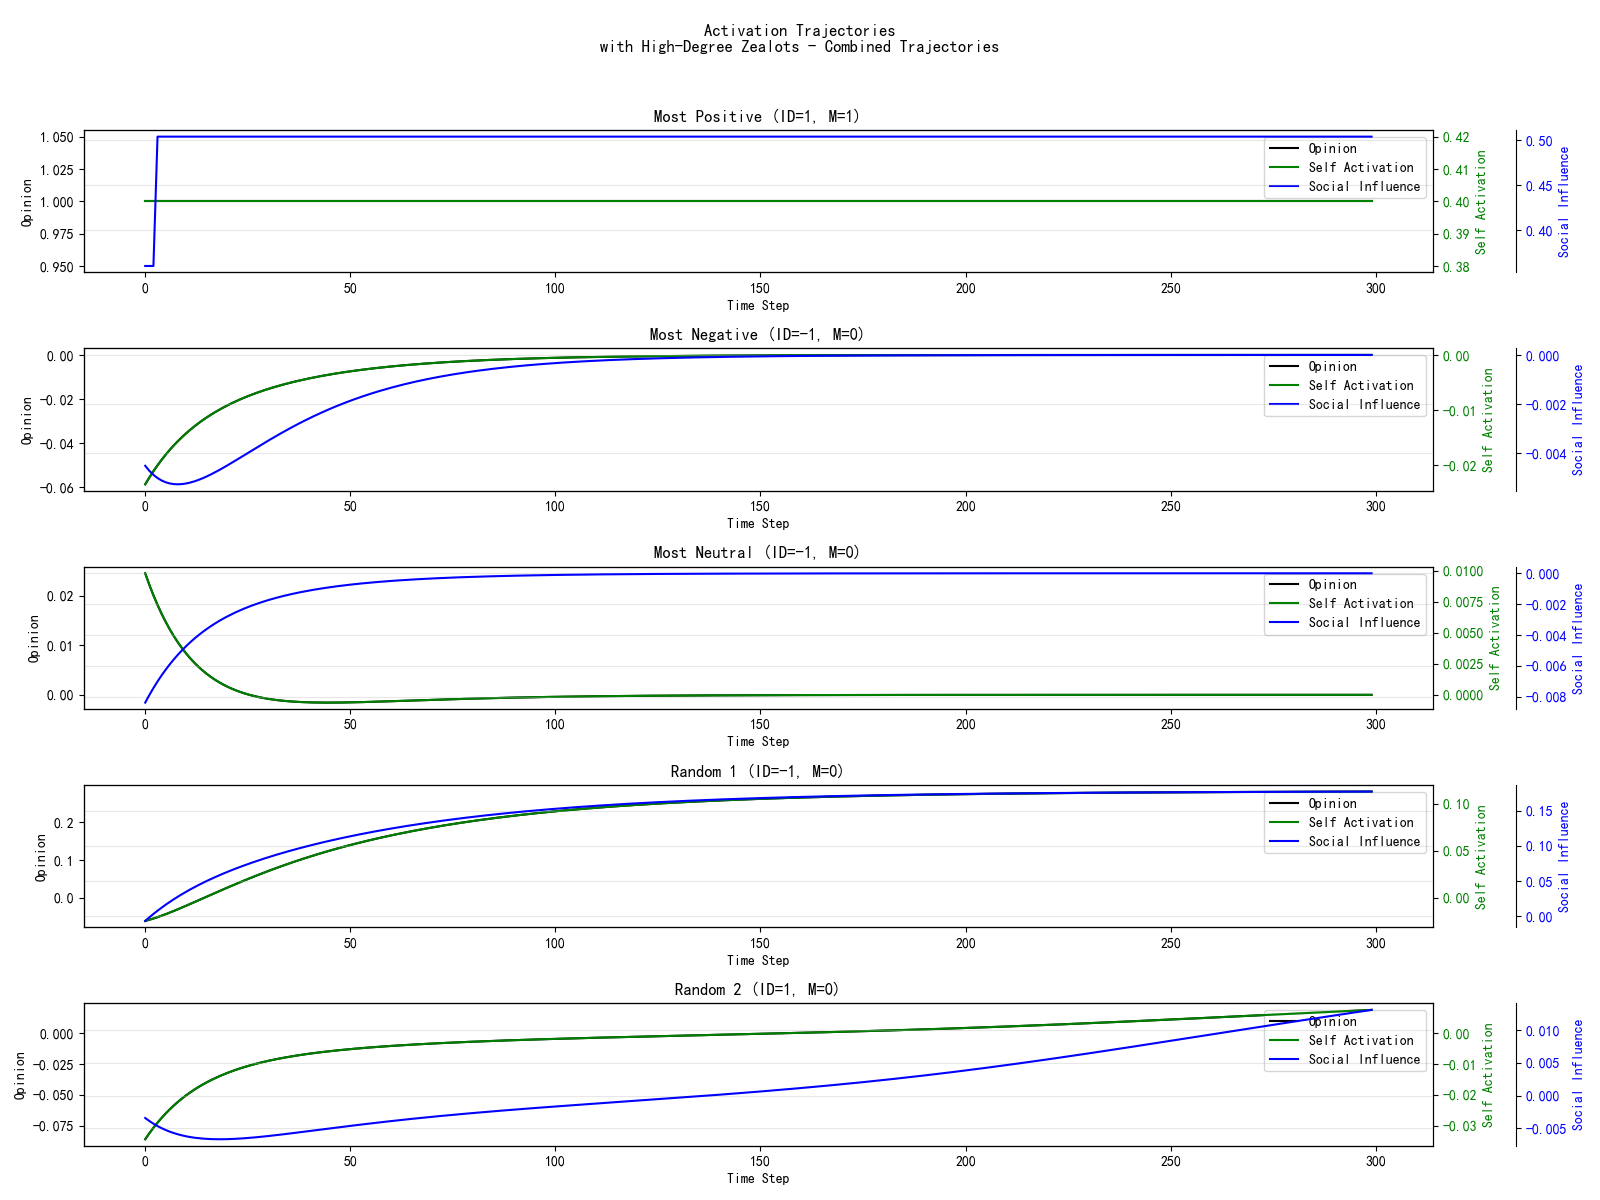 Activation Trajectories
with High-Degree Zealots - Combined Trajectories
Most Positive (ID=1, M=1)
1.050
1.025
1.000
0.975
0.950
Opinion
Opinion
Self Activation
Social Influence
0.42
0.41
0.40
0.39
0.38
Self Activation
0.50
0.45
0.40
Social Influence
0 50 100 150 200 250 300
Time Step
Most Negative (ID=-1, M=0)
0.00
-0.02
-0.04
-0.06
Opinion
Opinion
Self Activation
Social Influence
0.00
-0.01
-0.02
Self Activation
0.000
-0.002
-0.004
Social Influence
0 50 100 150 200 250 300
Time Step
Most Neutral (ID=-1, M=0)
0.02
0.01
0.00
Opinion
Opinion
Self Activation
Social Influence
0.0100
0.0075
0.0050
0.0025
0.0000
Self Activation
0.000
-0.002
-0.004
-0.006
-0.008
Social Influence
0 50 100 150 200 250 300
Time Step
Random 1 (ID=-1, M=0)
0.2
0.1
0.0
Opinion
Opinion
Self Activation
Social Influence
0.10
0.05
0.00
Self Activation
0.15
0.10
0.05
0.00
Social Influence
0 50 100 150 200 250 300
Time Step
Random 2 (ID=1, M=0)
0.000
-0.025
-0.050
-0.075
Opinion
Opinion
Self Activation
Social Influence
0.00
-0.01
-0.02
-0.03
Self Activation
0.010
0.005
0.000
-0.005
Social Influence
0 50 100 150 200 250 300
Time Step